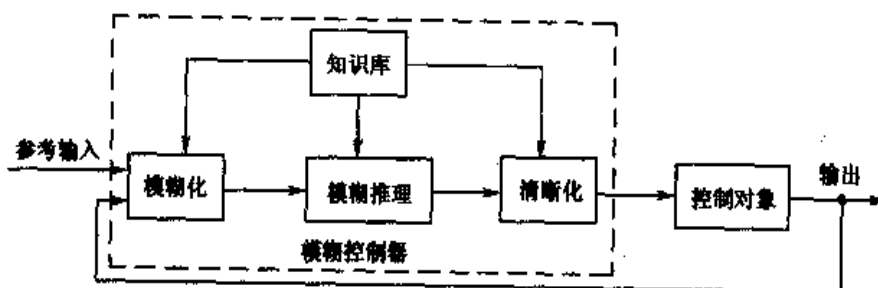 知识库
参考输入
模糊化
模糊推理
清晰化
控制对象
输出
模糊控制器